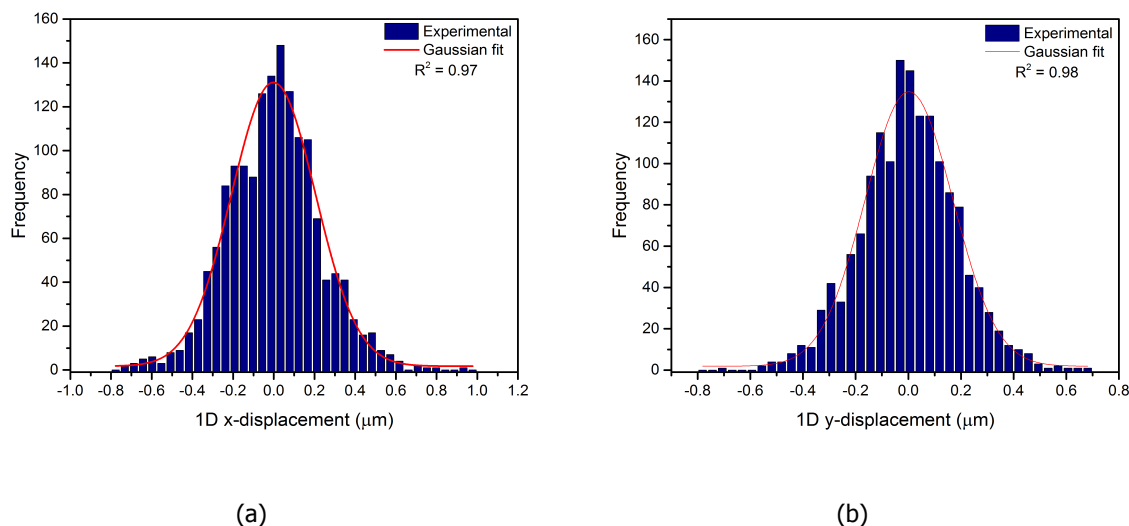 160
140
120
100
80
60
40
20
0
Frequency
Experimental
Gaussian fit
R² = 0.97
-1.0 -0.8 -0.6 -0.4 -0.2 0.0 0.2 0.4 0.6 0.8 1.0 1.2
1D x-displacement (μm)
(a)
160
140
120
100
80
60
40
20
0
Frequency
Experimental
Gaussian fit
R² = 0.98
-0.8 -0.6 -0.4 -0.2 0.0 0.2 0.4 0.6 0.8
1D y-displacement (μm)
(b)